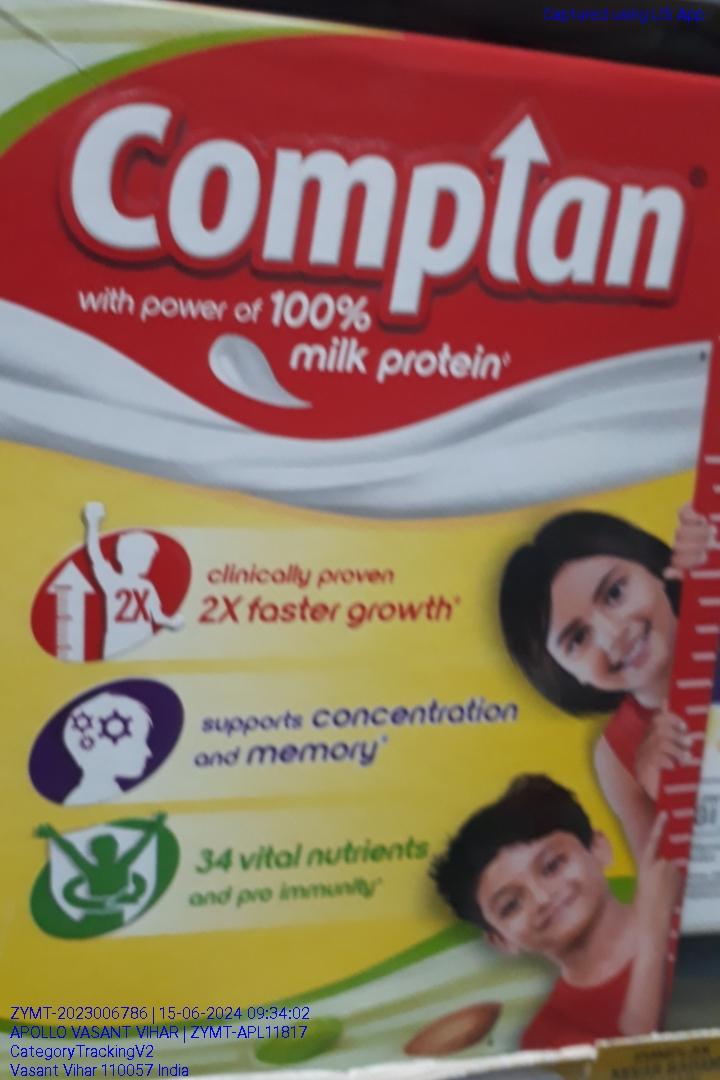 Captured using US App
Complan®
with power of 100%
milk protein◊
2X
clinically proven
2X faster growth*
supports concentration
and memory*
34 vital nutrients
and pro immunity*
ZYMT-2023006786 | 15-06-2024 09:34:02
APOLLO VASANT VIHAR | ZYMT-APL11817
CategoryTrackingV2
Vasant Vihar 110057 India